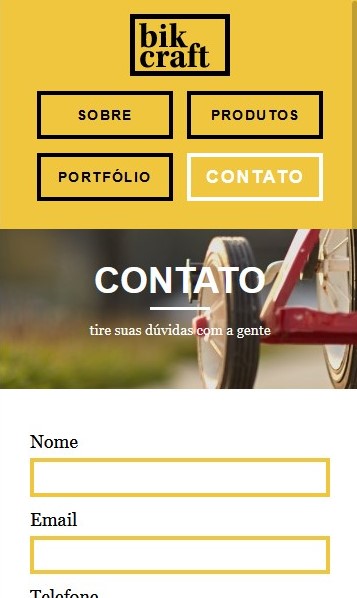 bik
craft
SOBRE
PRODUTOS
PORTFÓLIO
CONTATO
CONTATO
tire suas dúvidas com a gente
Nome
Email
Telefone